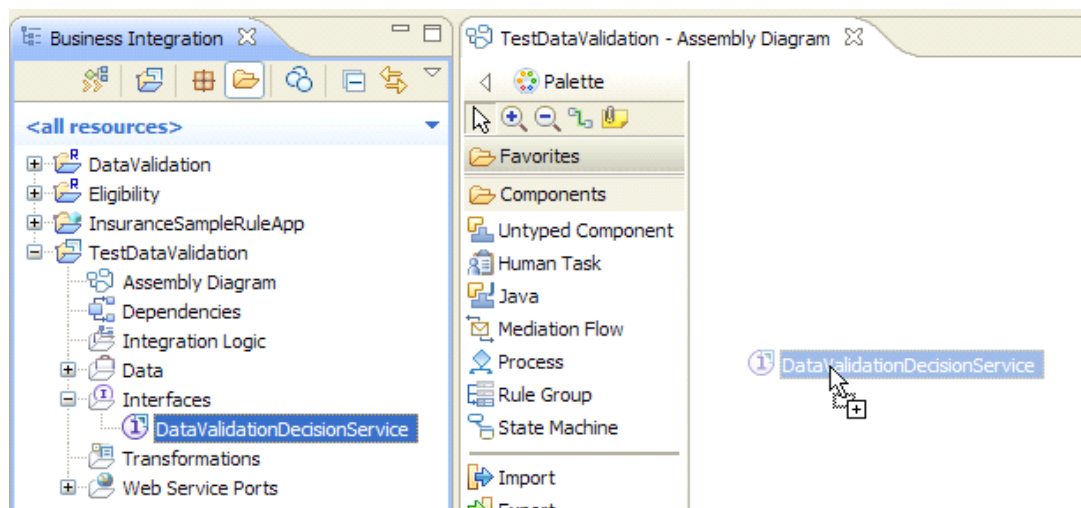 Business Integration
<all resources>
DataValidation
Eligibility
InsuranceSampleRuleApp
TestDataValidation
Assembly Diagram
Dependencies
Integration Logic
Data
Interfaces
DataValidationDecisionService
Transformations
Web Service Ports
TestDataValidation - Assembly Diagram
Palette
Favorites
Components
Untyped Component
Human Task
Java
Mediation Flow
Process
Rule Group
State Machine
Import
Export
DataValidationDecisionService